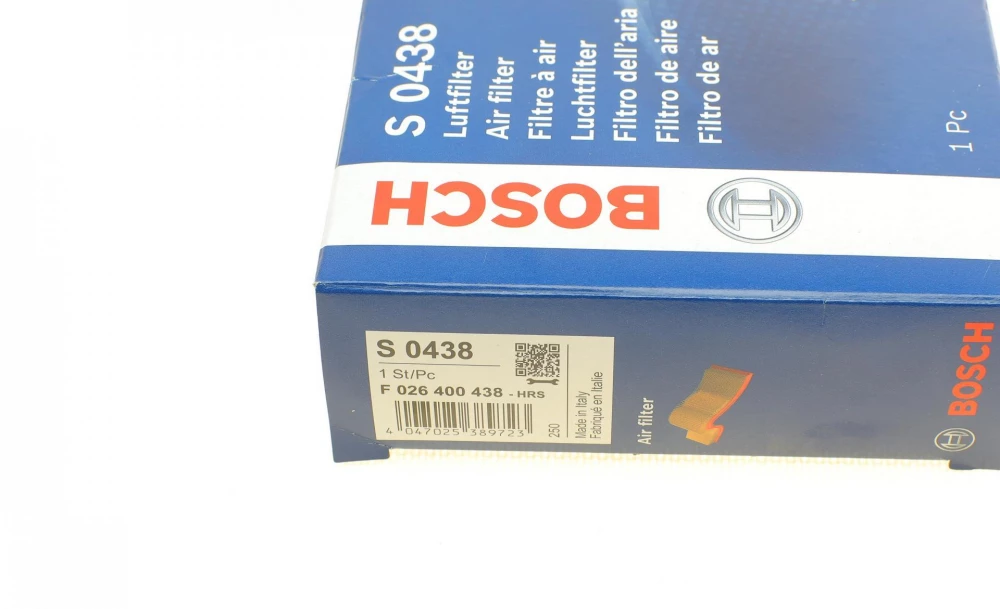 S 0438
Luftfilter
Air filter
Filtre à air
Luchtfilter
Filtro dell'aria
Filtro de aire
Filtro de ar
1 Pc
BOSCH
S 0438
1 St/Pc
F 026 400 438 - HRS
4 047025 389723
250
Made in Italy
Fabriqué en Italie
Air filter
BOSCH